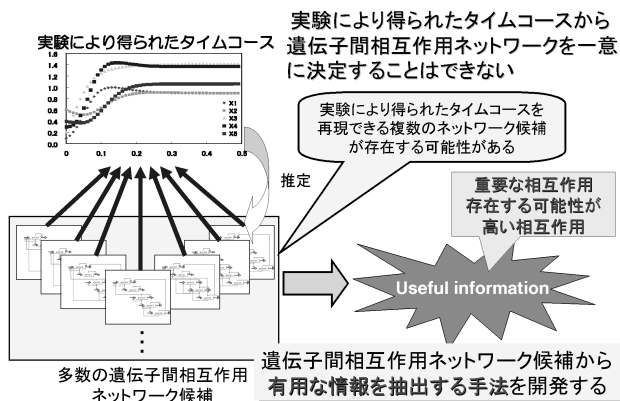 実験により得られたタイムコースから
遺伝子間相互作用ネットワークを一意
に決定することはできない
実験により得られたタイムコース
1.6
1.4
1.2
1.0
0.8
0.6
0.4
0.2
0.0
0
0.1
0.2
0.3
0.4
0.5
X1
X2
X3
X4
X5
実験により得られたタイムコースを
再現できる複数のネットワーク候補
が存在する可能性がある
推定
重要な相互作用
存在する可能性が
高い相互作用
Useful information
多数の遺伝子間相互作用
ネットワーク候補
遺伝子間相互作用ネットワーク候補から
有用な情報を抽出する手法を開発する